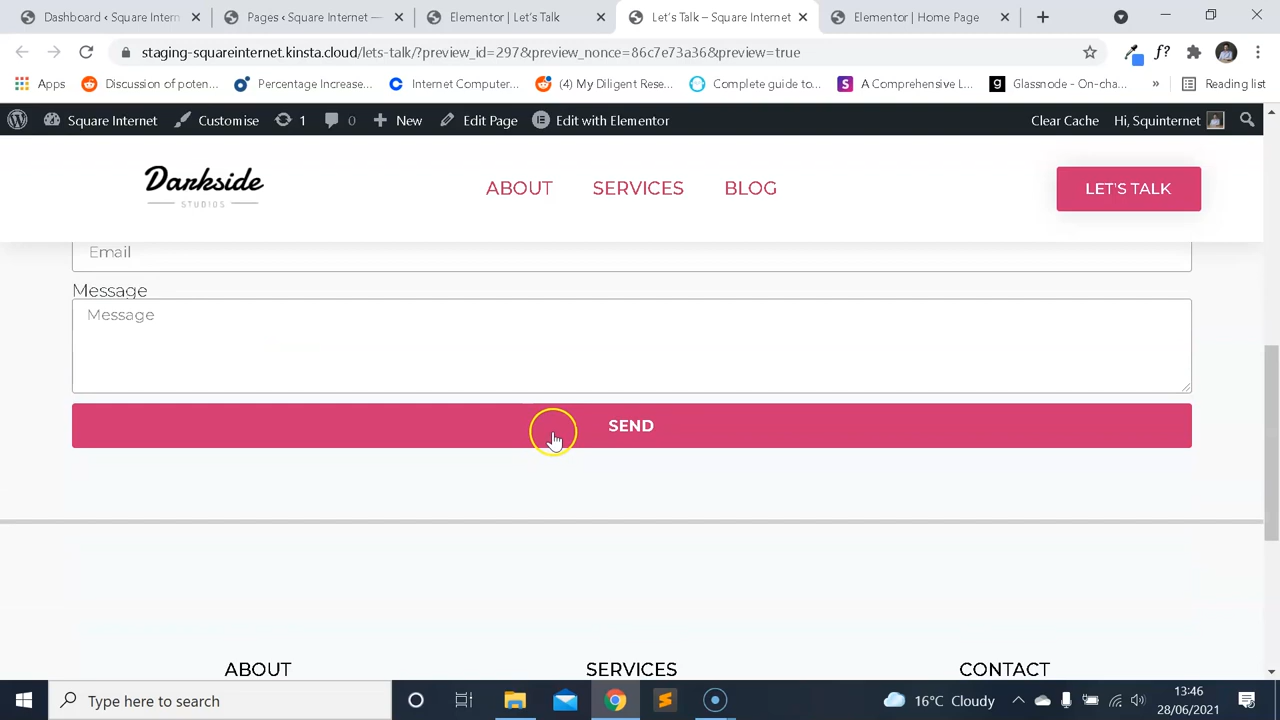 Dashboard ‹ Square Intern
Pages ‹ Square Internet —
Elementor | Let's Talk
Let's Talk – Square Internet
Elementor | Home Page
staging-squareinternet.kinsta.cloud/lets-talk/?preview_id=297&preview_nonce=86c7e73a36&preview=true
f?
Apps
Discussion of poten...
Percentage Increase...
Internet Computer...
(4) My Diligent Rese...
Complete guide to...
A Comprehensive L...
Glassnode - On-cha...
»
Reading list
Square Internet
Customise
1
0
New
Edit Page
Edit with Elementor
Clear Cache
Hi, Squinternet
Darkside
STUDIOS
ABOUT
SERVICES
BLOG
LET'S TALK
Email
Message
Message
SEND
ABOUT
SERVICES
CONTACT
Type here to search
16°C Cloudy
13:46
28/06/2021